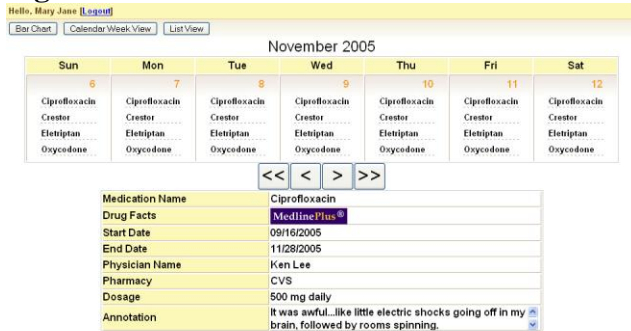 Hello, Mary Jane [Logout]
Bar Chart Calendar Week View List View
November 2005
Sun Mon Tue Wed Thu Fri Sat
6 7 8 9 10 11 12
Ciprofloxacin Ciprofloxacin Ciprofloxacin Ciprofloxacin Ciprofloxacin Ciprofloxacin Ciprofloxacin
Crestor Crestor Crestor Crestor Crestor Crestor Crestor
Eletriptan Eletriptan Eletriptan Eletriptan Eletriptan Eletriptan Eletriptan
Oxycodone Oxycodone Oxycodone Oxycodone Oxycodone Oxycodone Oxycodone
<< < > >>
Medication Name Ciprofloxacin
Drug Facts MedlinePlus®
Start Date 09/16/2005
End Date 11/28/2005
Physician Name Ken Lee
Pharmacy CVS
Dosage 500 mg daily
Annotation It was awful...like little electric shocks going off in my
brain, followed by rooms spinning.